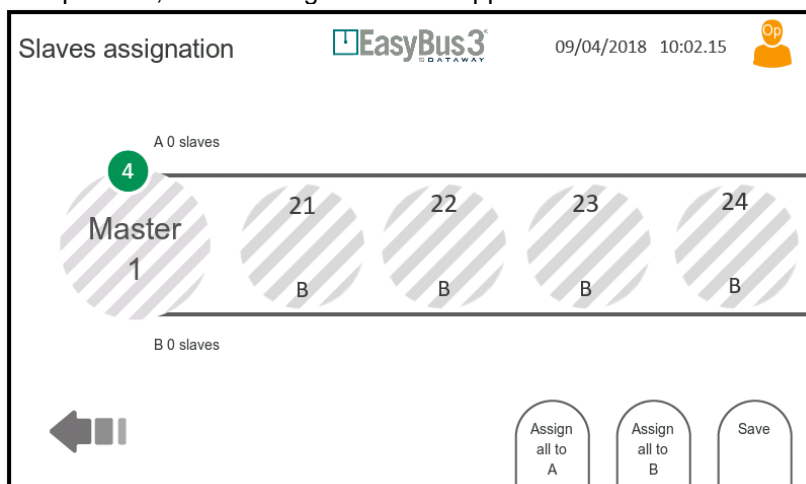 Slaves assignation
EasyBus3
DATAWAY
09/04/2018 10:02.15
Op
A 0 slaves
4
Master
1
21
22
23
24
B
B
B
B
B 0 slaves
Assign
all to
A
Assign
all to
B
Save